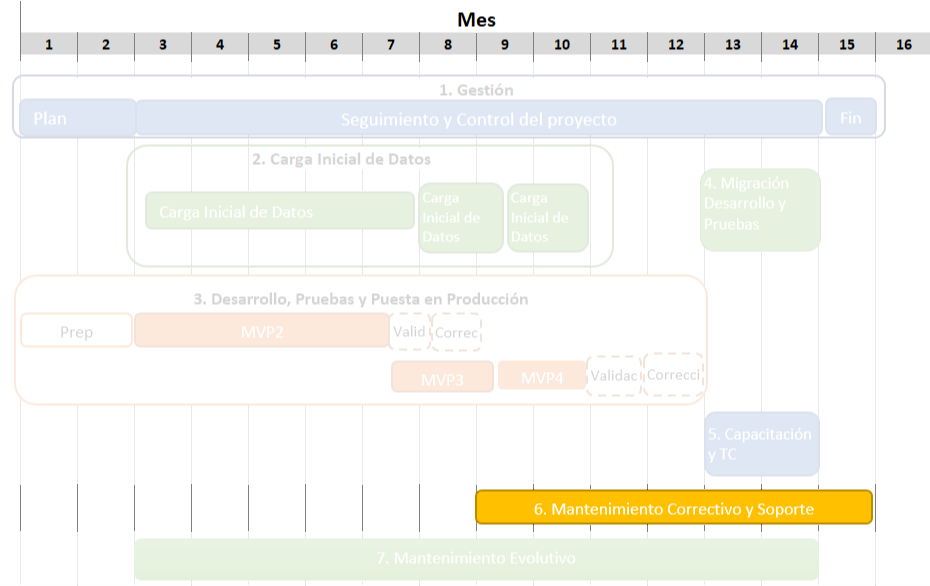 Mes
1 2 3 4 5 6 7 8 9 10 11 12 13 14 15 16
1. Gestión
Plan
Seguimiento y Control del proyecto
Fin
2. Carga Inicial de Datos
Carga Inicial de Datos
Carga
Inicial de
Datos
Carga
Inicial de
Datos
4. Migración
Desarrollo y
Pruebas
3. Desarrollo, Pruebas y Puesta en Producción
Prep
MVP2
Valid
Correc
MVP3
MVP4
Validac
Correcci
5. Capacitación
y TC
6. Mantenimiento Correctivo y Soporte
7. Mantenimiento Evolutivo